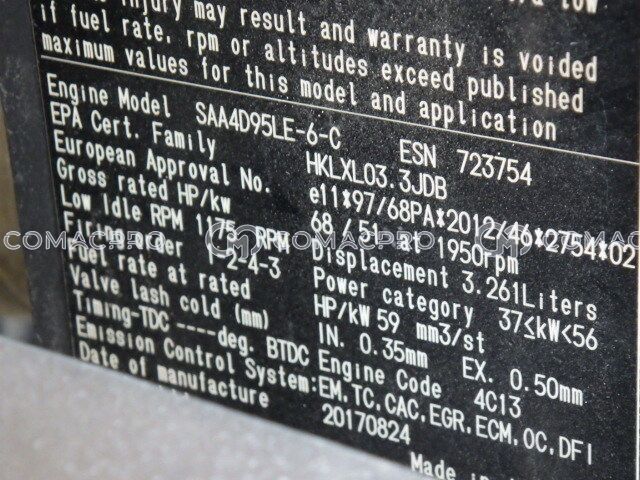 injury may result and warranty is voided
if fuel rate, rpm or altitudes exceed published
maximum values for this model and application
Engine Model SAA4D95LE-6-C ESN 723754
EPA Cert. Family HKLXL03.3JDB
European Approval No. e11*97/68PA*2012/46*2754*02
Gross rated HP/kw 68 / 51 at 1950rpm
Low Idle RPM 1175 RPM Displacement 3.261Liters
Firing order 1-2-4-3 Power category 37≤kW<56
Fuel rate at rated HP/kW 59 mm3/st
Valve lash cold (mm) IN. 0.35mm EX. 0.50mm
Timing-TDC ----deg. BTDC Engine Code 4C13
Emission Control System:EM,TC,CAC,EGR,ECM,OC,DFI
Date of manufacture 20170824
Made
COMACPRO COMACPRO COMACPRO